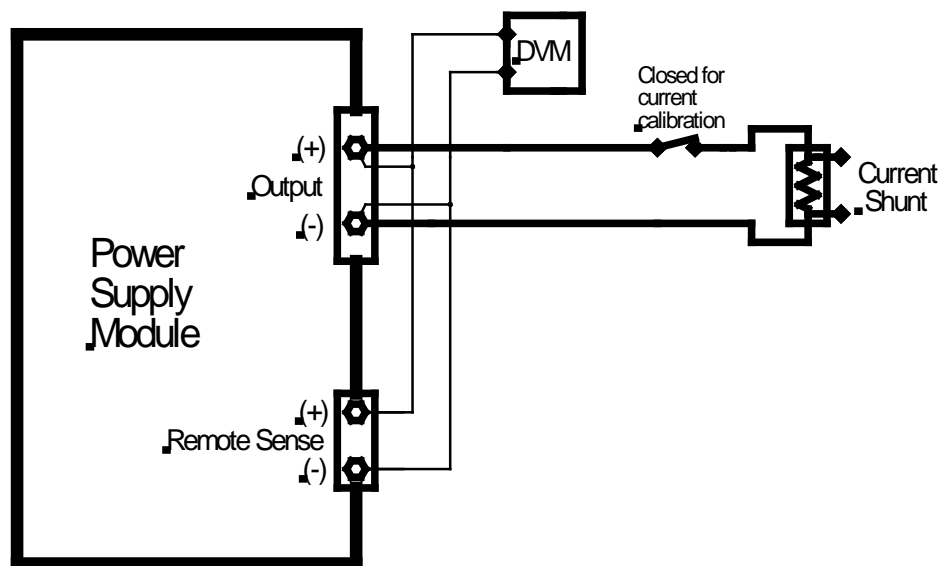 DVM
Closed for
current
calibration
(+)
Output
(-)
Current
Shunt
Power
Supply
Module
(+)
Remote Sense
(-)